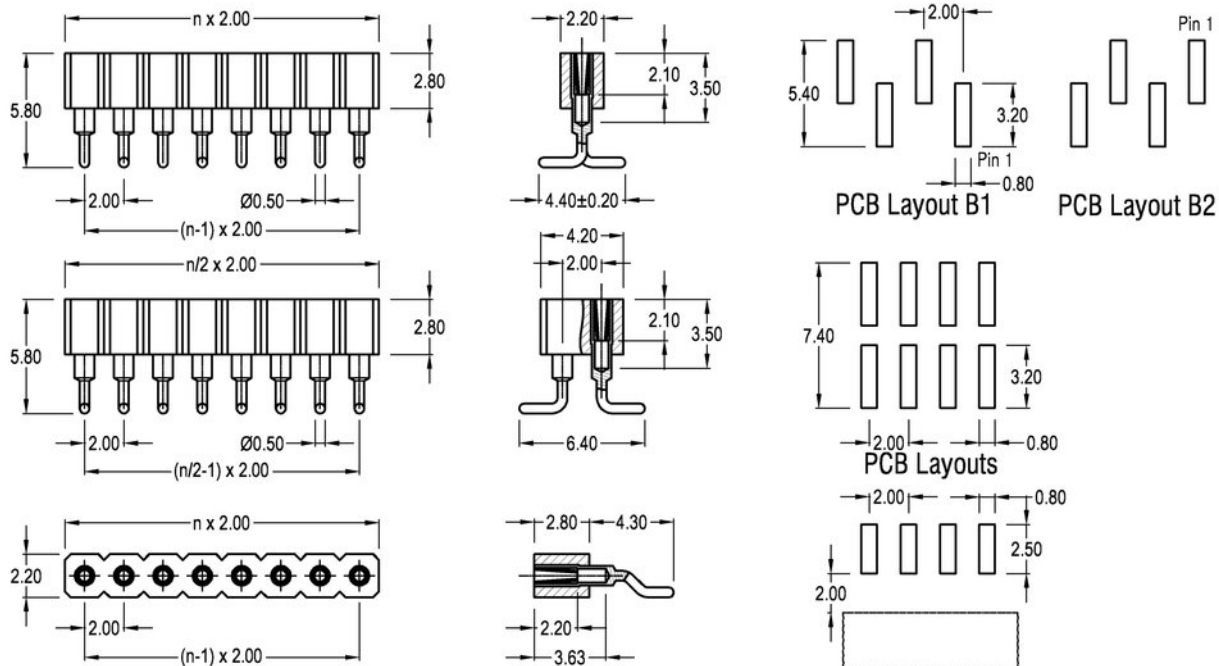 n x 2.00
5.80
2.80
2.00
Ø0.50
(n-1) x 2.00
2.20
2.10
3.50
4.40±0.20
2.00
5.40
3.20
Pin 1
0.80
PCB Layout B1
Pin 1
PCB Layout B2
n/2 x 2.00
5.80
2.80
2.00
Ø0.50
(n/2-1) x 2.00
4.20
2.00
2.10
3.50
6.40
7.40
3.20
2.00
0.80
PCB Layouts
n x 2.00
2.20
2.00
(n-1) x 2.00
2.80
4.30
2.20
3.63
2.00
0.80
2.50
2.00